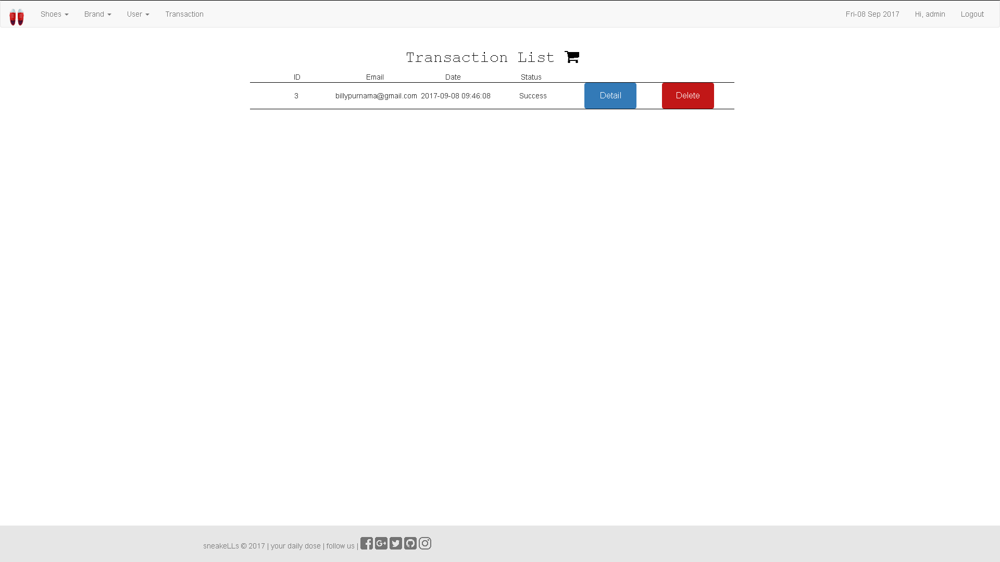 Shoes Brand User Transaction Fri-08 Sep 2017 Hi, admin Logout
Transaction List
ID Email Date Status
3 billypurnama@gmail.com 2017-09-08 09:46:08 Success Detail Delete
sneakeLLs © 2017 | your daily dose | follow us |